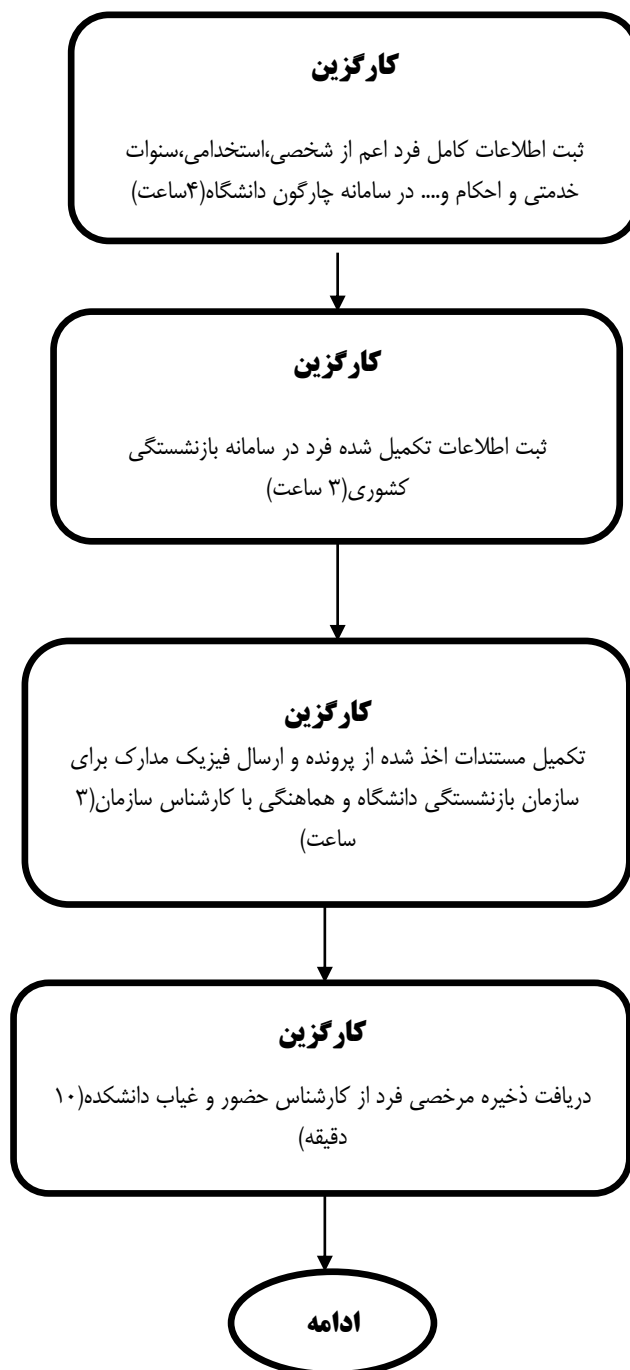 کارگزین
ثبت اطلاعات کامل فرد اعم از شخصی،استخدامی،سنوات
خدمتی و احکام و.... در سامانه چارگون دانشگاه(۴ساعت)
کارگزین
ثبت اطلاعات تکمیل شده فرد در سامانه بازنشستگی
کشوری(۳ ساعت)
کارگزین
تکمیل مستندات اخذ شده از پرونده و ارسال فیزیک مدارک برای
سازمان بازنشستگی دانشگاه و هماهنگی با کارشناس سازمان(۳
ساعت)
کارگزین
دریافت ذخیره مرخصی فرد از کارشناس حضور و غیاب دانشکده(۱۰
دقیقه)
ادامه